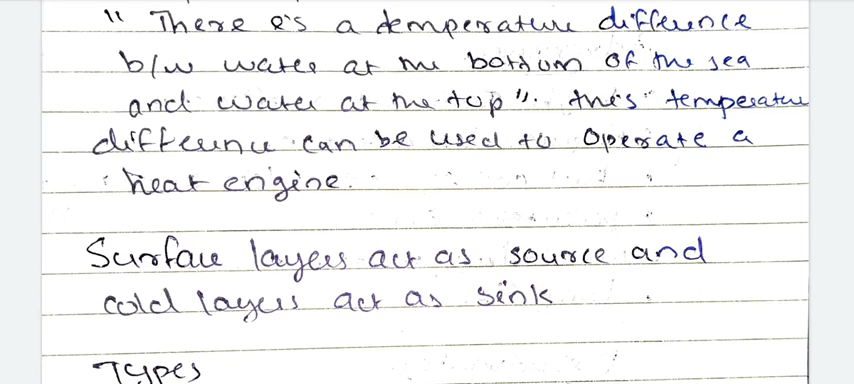 " There is a temperature difference
b/w water at the bottom of the sea
and water at the top". this temperature
difference can be used to operate a
heat engine.
Surface layers act as source and
cold layers act as sink
Types